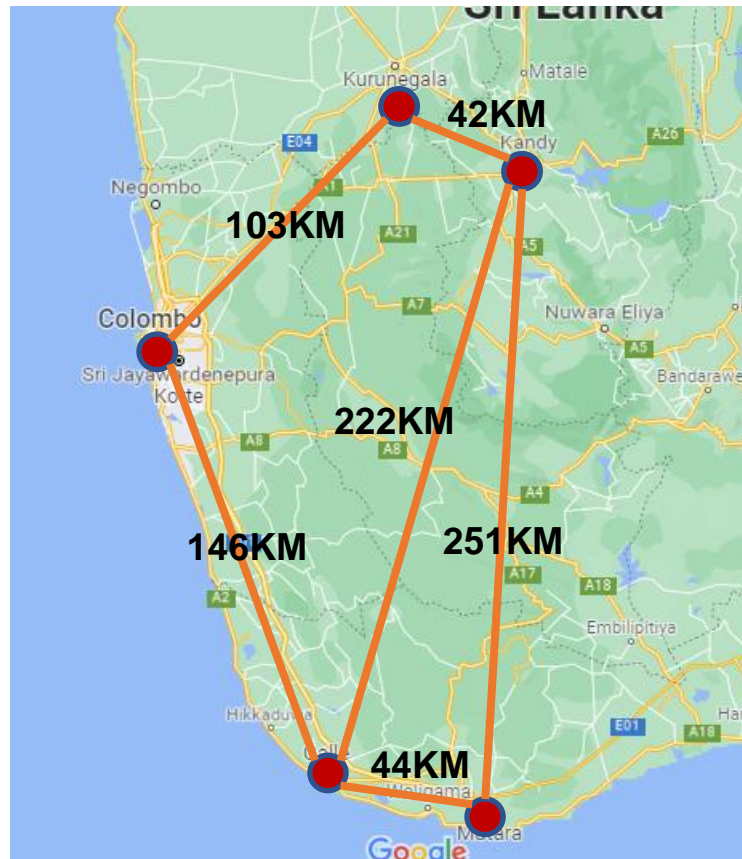 Sri Lanka
Kurunegala
Matale
42KM
Kandy
E04
A26
A1
Negombo
103KM
A21
A5
A7
Colombo
Nuwara Eliya
A5
Sri Jayawardenepura
Kotte
Bandarawe
222KM
A8
A8
A4
146KM
251KM
A17
A2
A18
Embilipitiya
Hikkaduwa
Ha
E01
A18
Galle
44KM
Weligama
Matara
Google